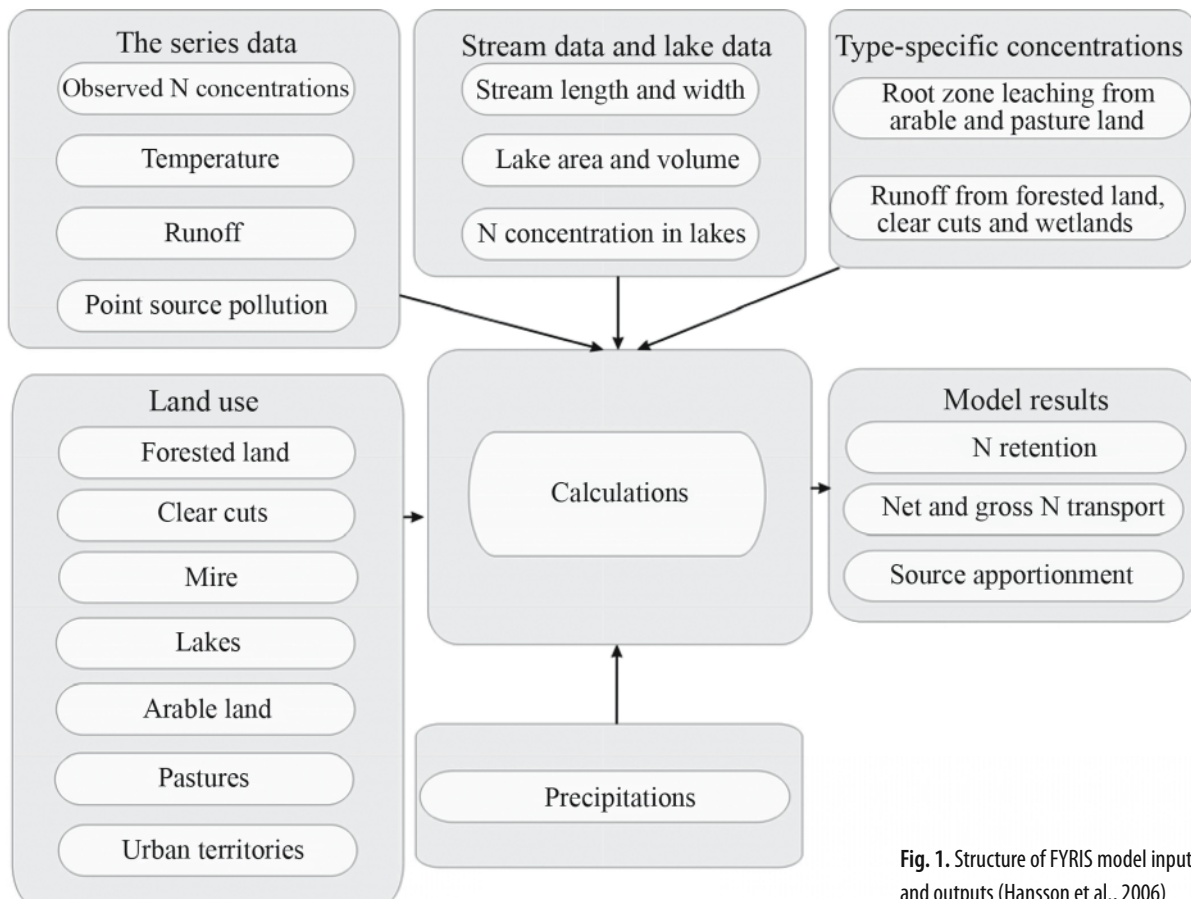 The series data
Observed N concentrations
Temperature
Runoff
Point source pollution
Stream data and lake data
Stream length and width
Lake area and volume
N concentration in lakes
Type-specific concentrations
Root zone leaching from
arable and pasture land
Runoff from forested land,
clear cuts and wetlands
Land use
Forested land
Clear cuts
Mire
Lakes
Arable land
Pastures
Urban territories
Calculations
Precipitations
Model results
N retention
Net and gross N transport
Source apportionment
Fig. 1. Structure of FYRIS model input
and outputs (Hansson et al., 2006)